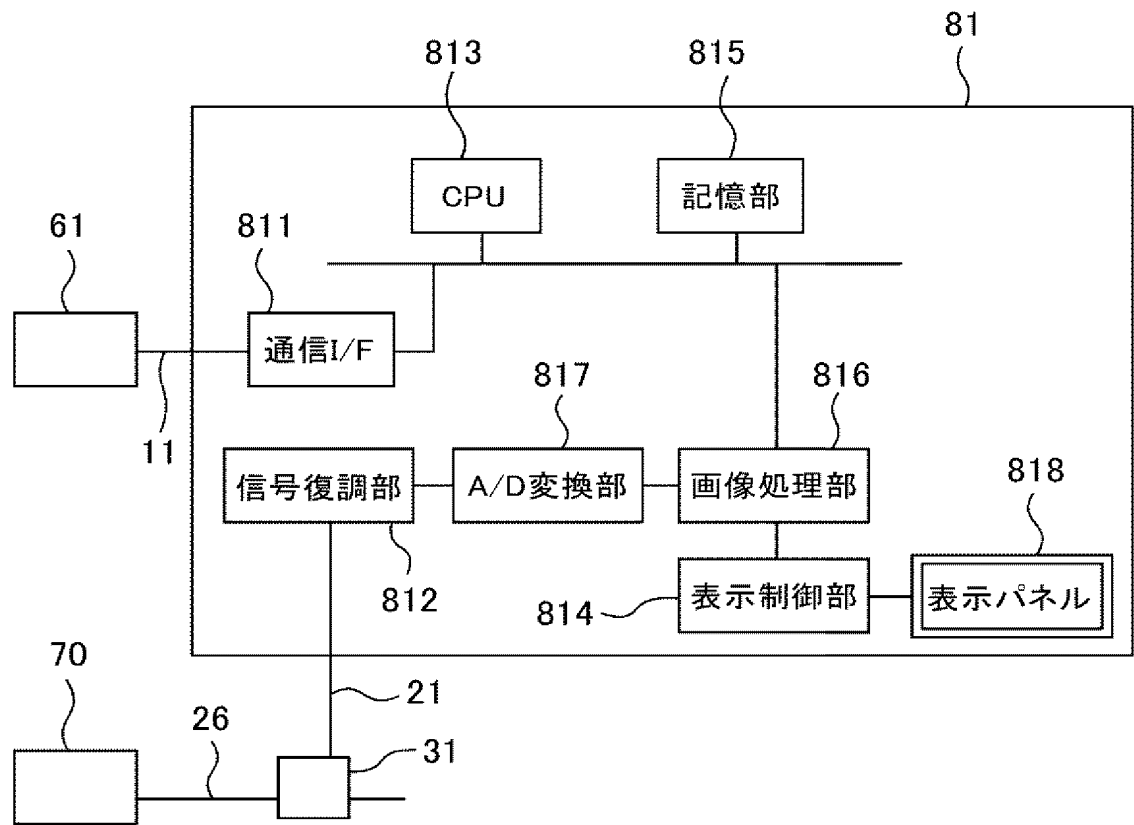 81
813
815
CPU
記憶部
61
811
通信I/F
11
817
816
信号復調部
A/D変換部
画像処理部
818
812
814
表示制御部
表示パネル
70
21
26
31